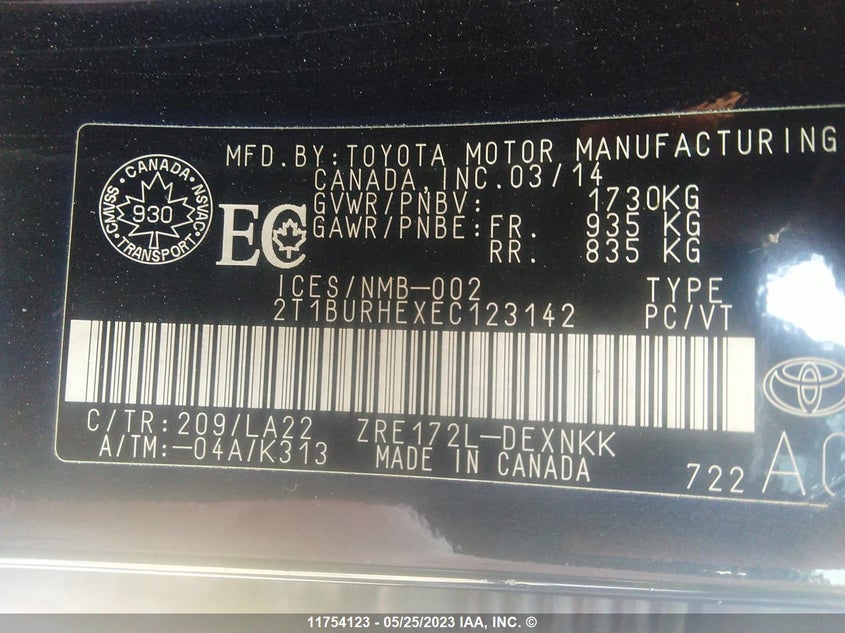 MFD.BY:TOYOTA MOTOR MANUFACTURING
CANADA,INC.03/14
GVWR/PNBV: 1730KG
GAWR/PNBE:FR. 935 KG
RR. 835 KG
CANADA
CMVSS 930 NSVAC
TRANSPORT
EC
ICES/NMB-002 TYPE
2T1BURHEXEC123142 PC/VT
C/TR:209/LA22 ZRE172L-DEXNKK
A/TM:-04A/K313 MADE IN CANADA
722
11754123 - 05/25/2023 IAA, INC. ©